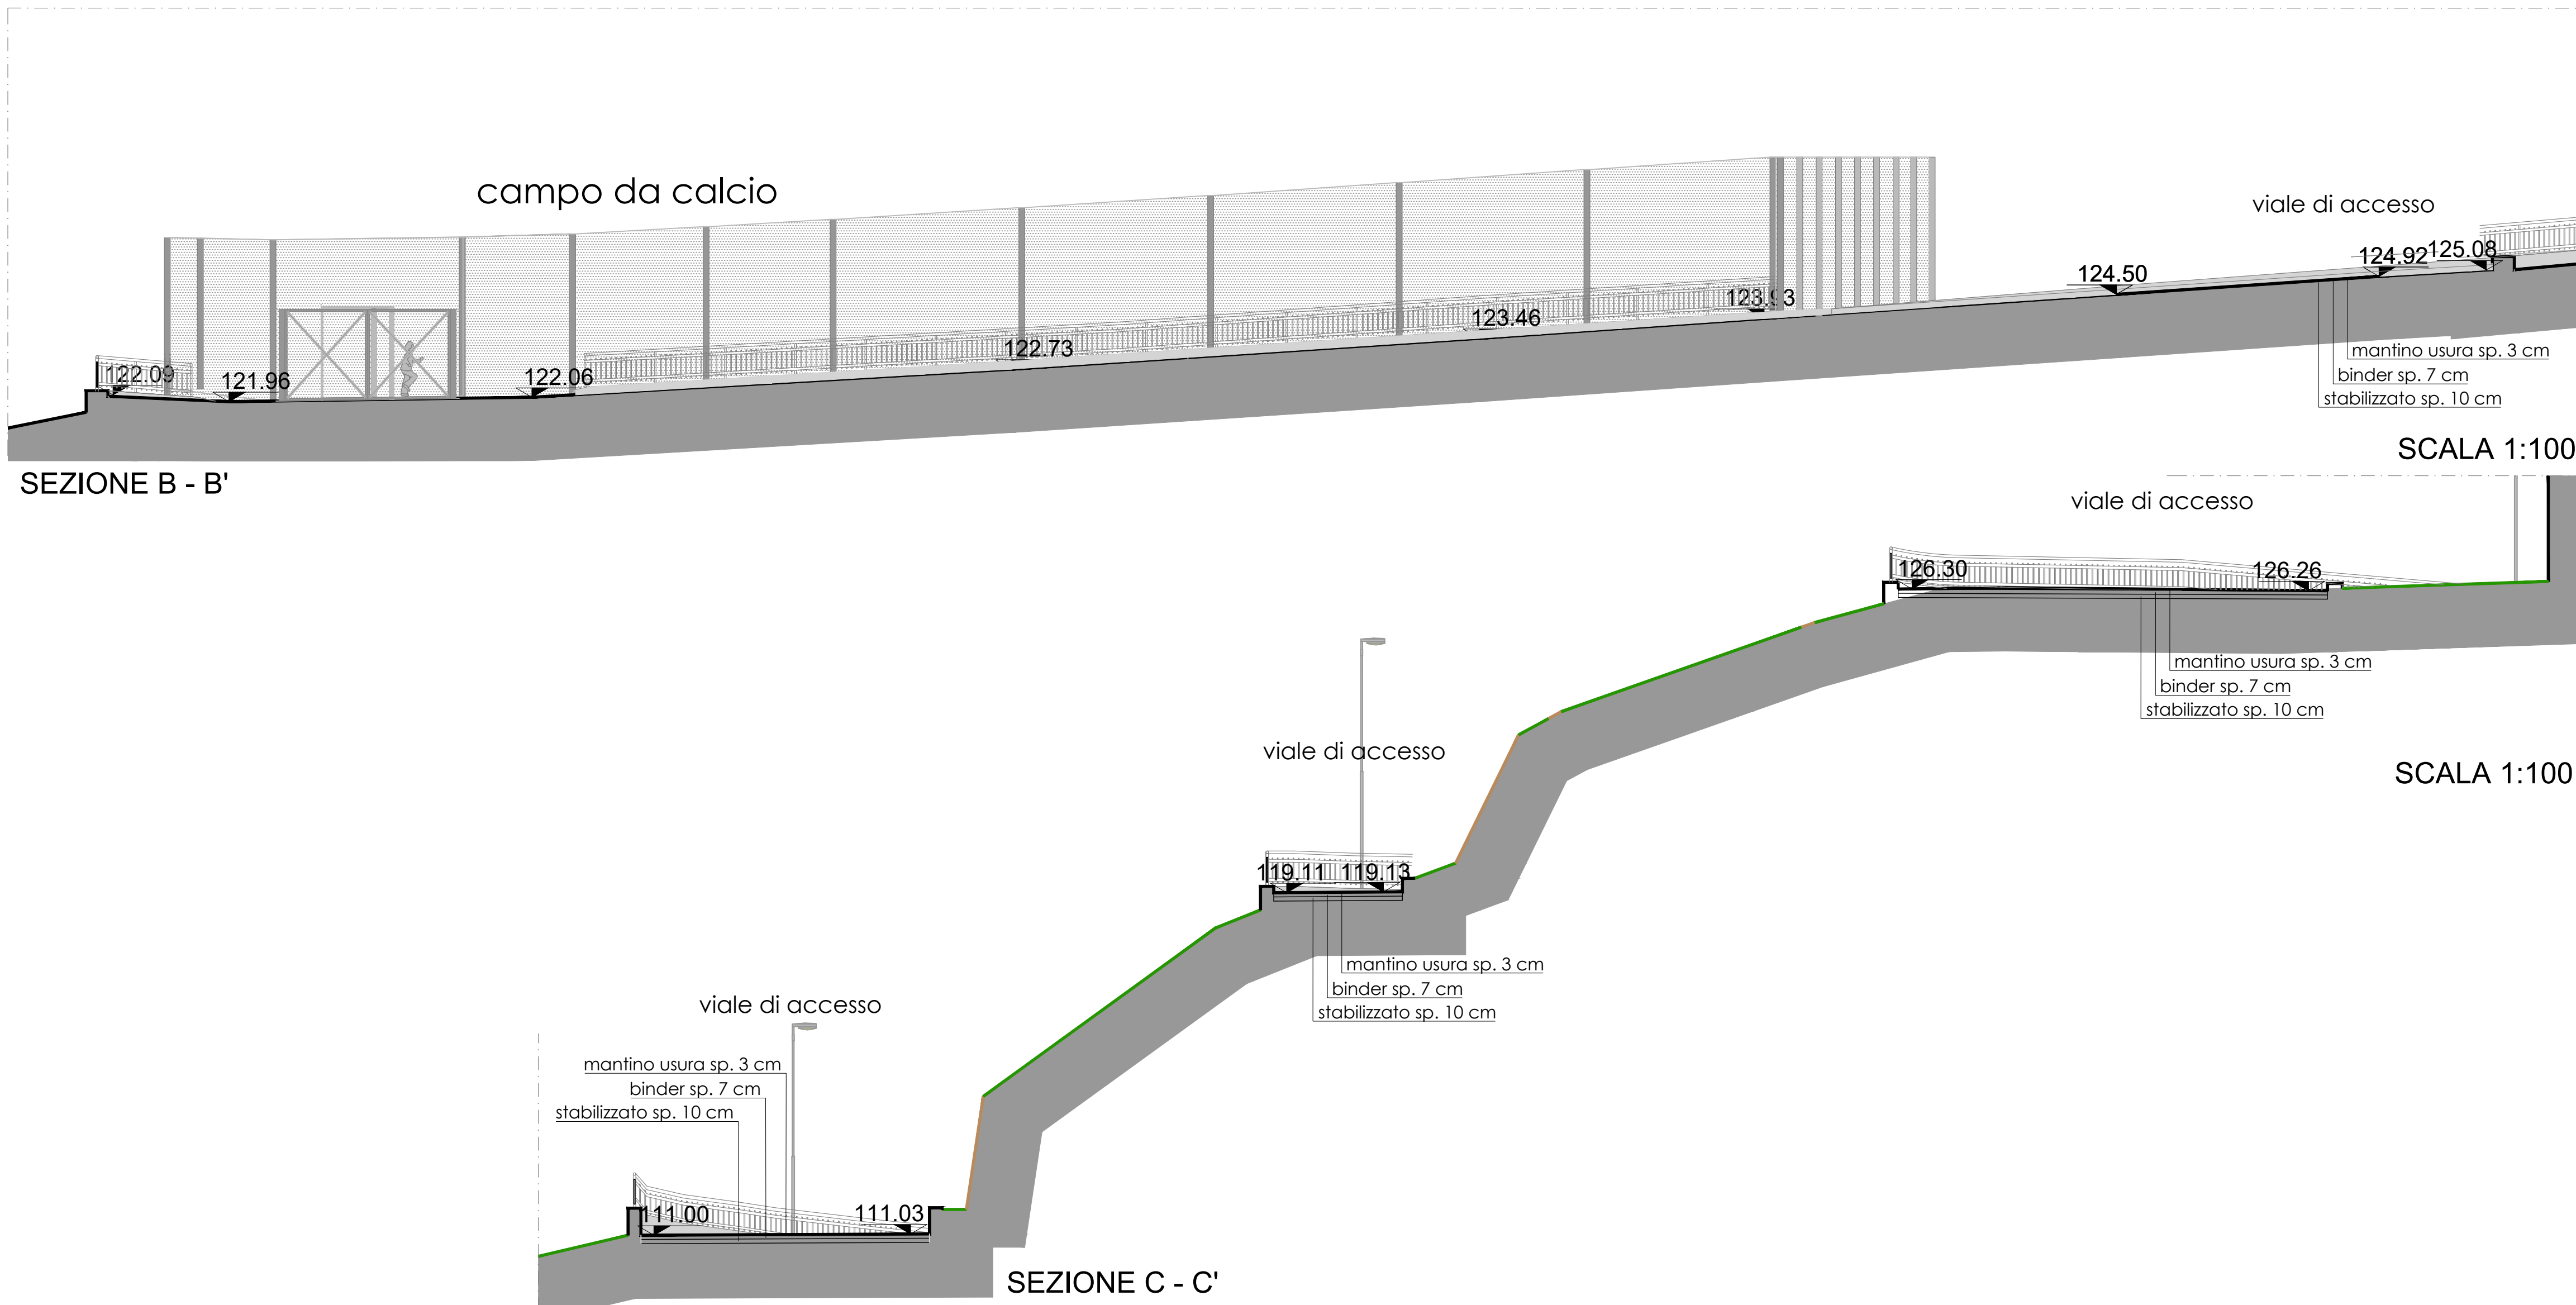 campo da calcio
viale di accesso
122.09
121.96
122.06
122.73
123.46
123.93
124.50
124.92
125.08
mantino usura sp. 3 cm
binder sp. 7 cm
stabilizzato sp. 10 cm
SCALA 1:100
SEZIONE B - B'
viale di accesso
126.30
126.26
mantino usura sp. 3 cm
binder sp. 7 cm
stabilizzato sp. 10 cm
SCALA 1:100
viale di accesso
119.11
119.13
mantino usura sp. 3 cm
binder sp. 7 cm
stabilizzato sp. 10 cm
viale di accesso
mantino usura sp. 3 cm
binder sp. 7 cm
stabilizzato sp. 10 cm
111.00
111.03
SEZIONE C - C'